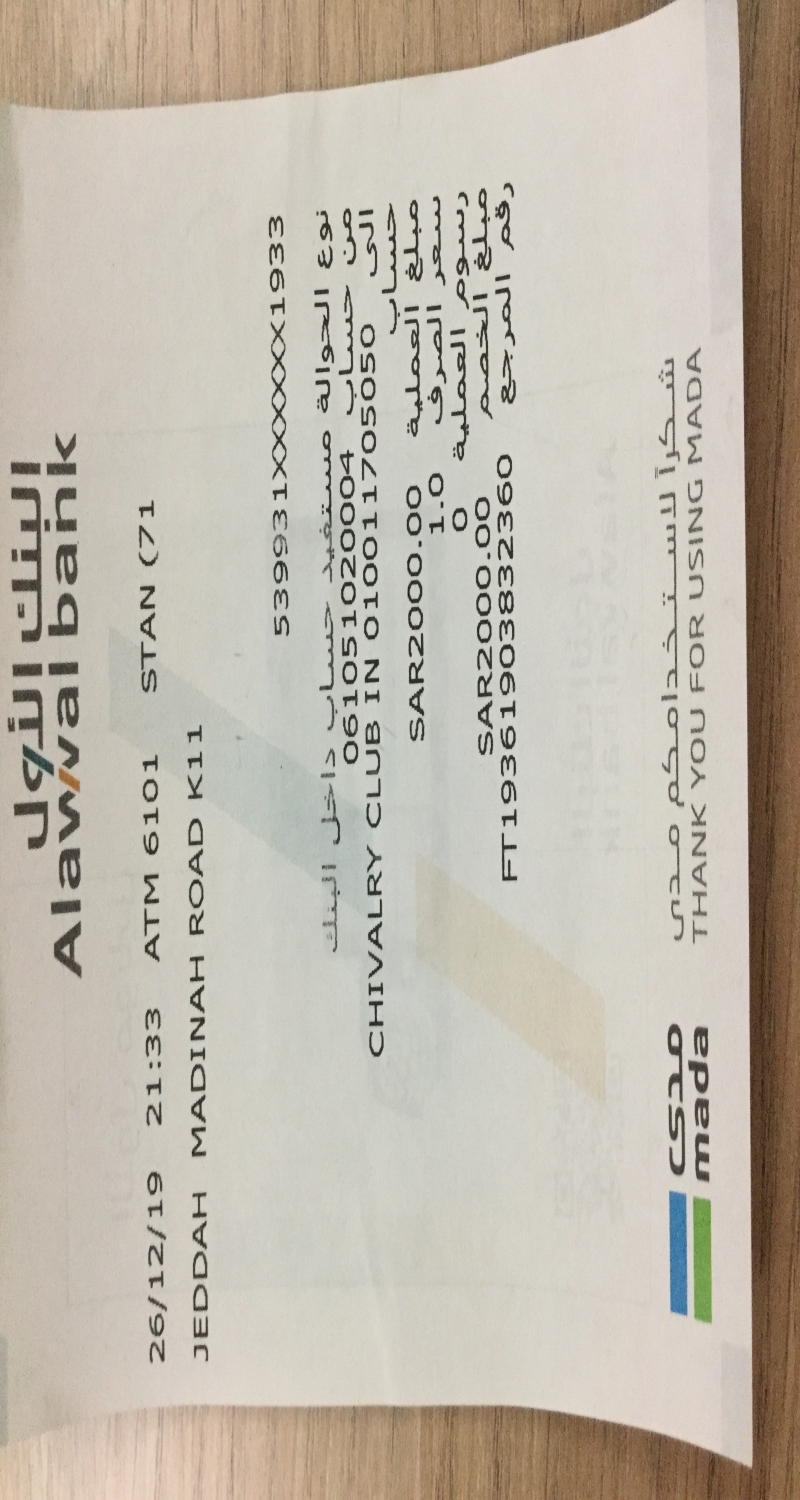 البنك الأول
Alawwal bank
26/12/19 21:33 ATM 6101 STAN (71
JEDDAH MADINAH ROAD K11
539931XXXXXX1933
نوع الحوالة مستفيد حساب داخل البنك
من حساب 061051020004
الى CHIVALRY CLUB IN 01001705050
حساب
مبلغ العملية SAR2000.00
سعر الصرف 1.0
رسوم العملية 0
مبلغ الخصم SAR2000.00
رقم المرجع FT19361903832360
مدى شكراً لاستخدامكم مدى
mada THANK YOU FOR USING MADA